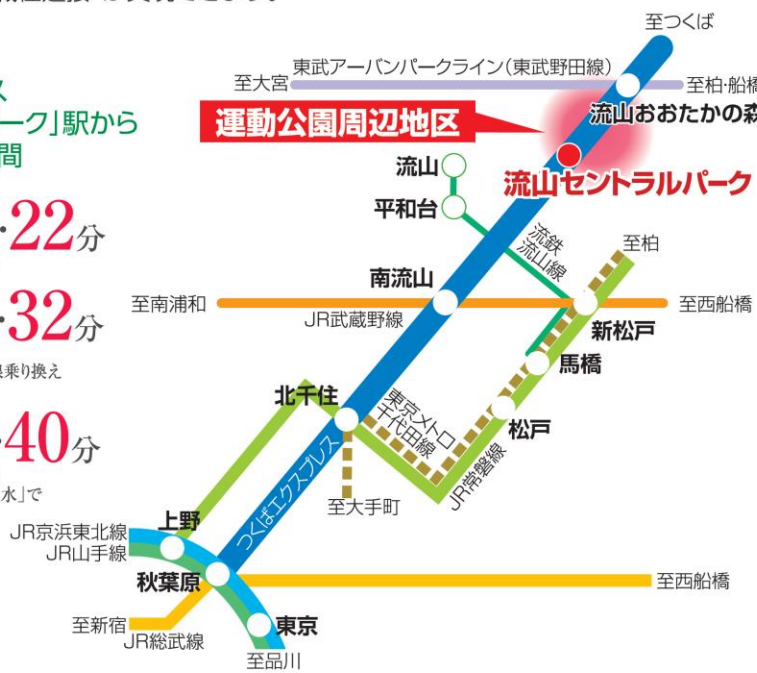 至つくば
東武アーバンパークライン(東武野田線)
至大宮
至柏・船橋
流山おおたかの森
運動公園周辺地区
流山セントラルパーク
ーク」駅から
間
・22分
・32分
乗り換え
40分
水」で
流山
平和台
流鉄
流山線
至柏
南流山
至南浦和
JR武蔵野線
至西船橋
新松戸
馬橋
松戸
北千住
東京メトロ
千代田線
JR常磐線
つくばエクスプレス
至大手町
上野
JR京浜東北線
JR山手線
秋葉原
至西船橋
至新宿
JR総武線
東京
至品川